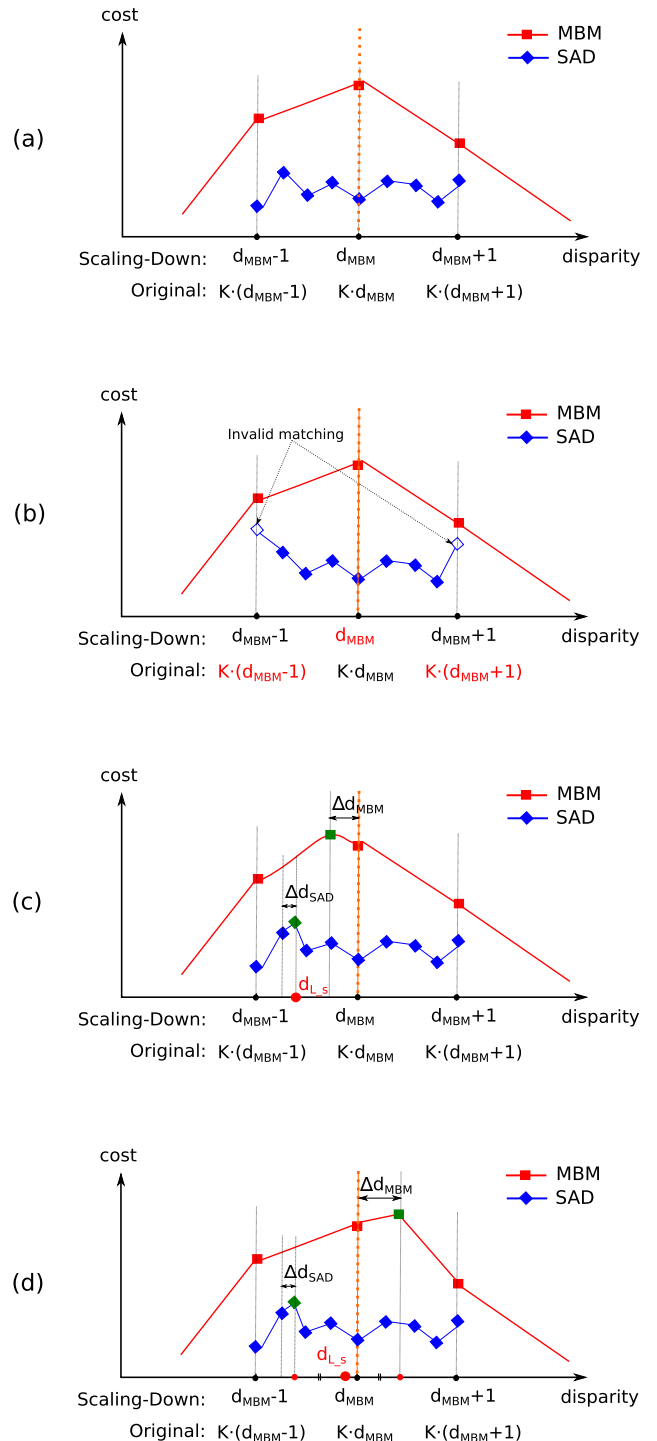 cost
MBM
SAD
(a)
Scaling-Down: d_MBM-1 d_MBM d_MBM+1 disparity
Original: K·(d_MBM-1) K·d_MBM K·(d_MBM+1)
cost
MBM
SAD
Invalid matching
(b)
Scaling-Down: d_MBM-1 d_MBM d_MBM+1 disparity
Original: K·(d_MBM-1) K·d_MBM K·(d_MBM+1)
cost
MBM
SAD
Δd_MBM
Δd_SAD
(c)
d_L_s
Scaling-Down: d_MBM-1 d_MBM d_MBM+1 disparity
Original: K·(d_MBM-1) K·d_MBM K·(d_MBM+1)
cost
MBM
SAD
Δd_MBM
Δd_SAD
(d)
d_L_s
Scaling-Down: d_MBM-1 d_MBM d_MBM+1 disparity
Original: K·(d_MBM-1) K·d_MBM K·(d_MBM+1)